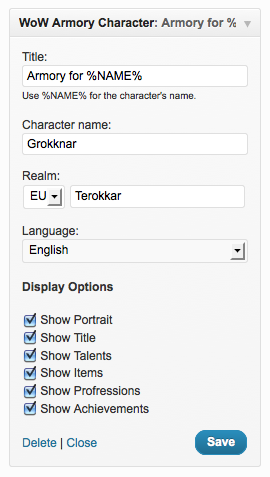 WoW Armory Character: Armory for %
Title:
Armory for %NAME%
Use %NAME% for the character's name.
Character name:
Grokknar
Realm:
EU Terokkar
Language:
English
Display Options
Show Portrait
Show Title
Show Talents
Show Items
Show Profressions
Show Achievements
Delete | Close Save